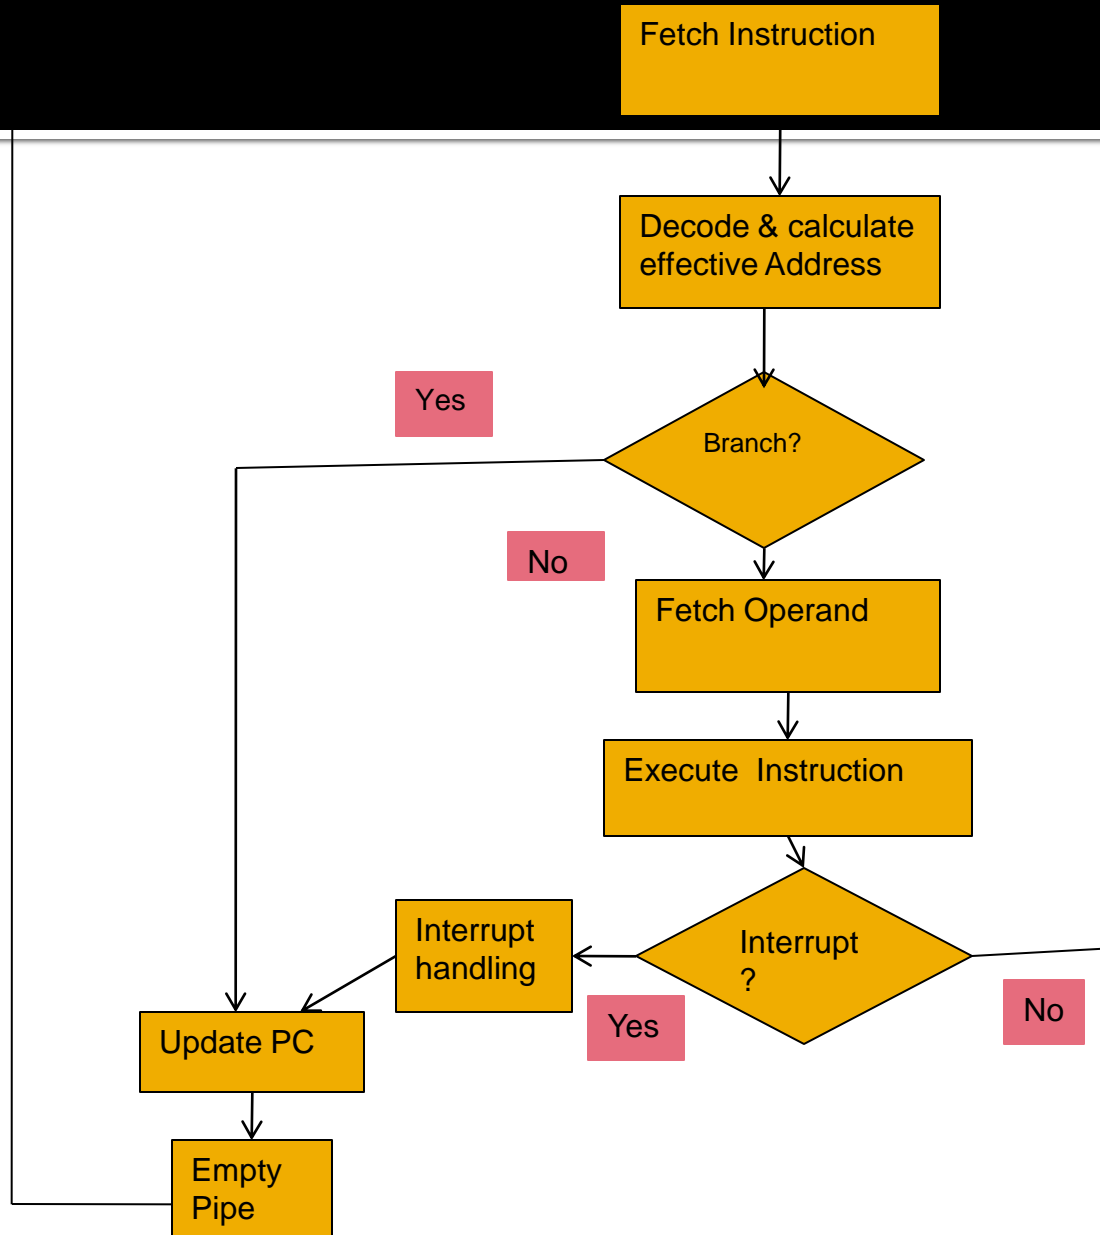 Fetch Instruction
Decode & calculate
effective Address
Yes
Branch?
No
Fetch Operand
Execute Instruction
Interrupt
handling
Interrupt
?
Yes
No
Update PC
Empty
Pipe